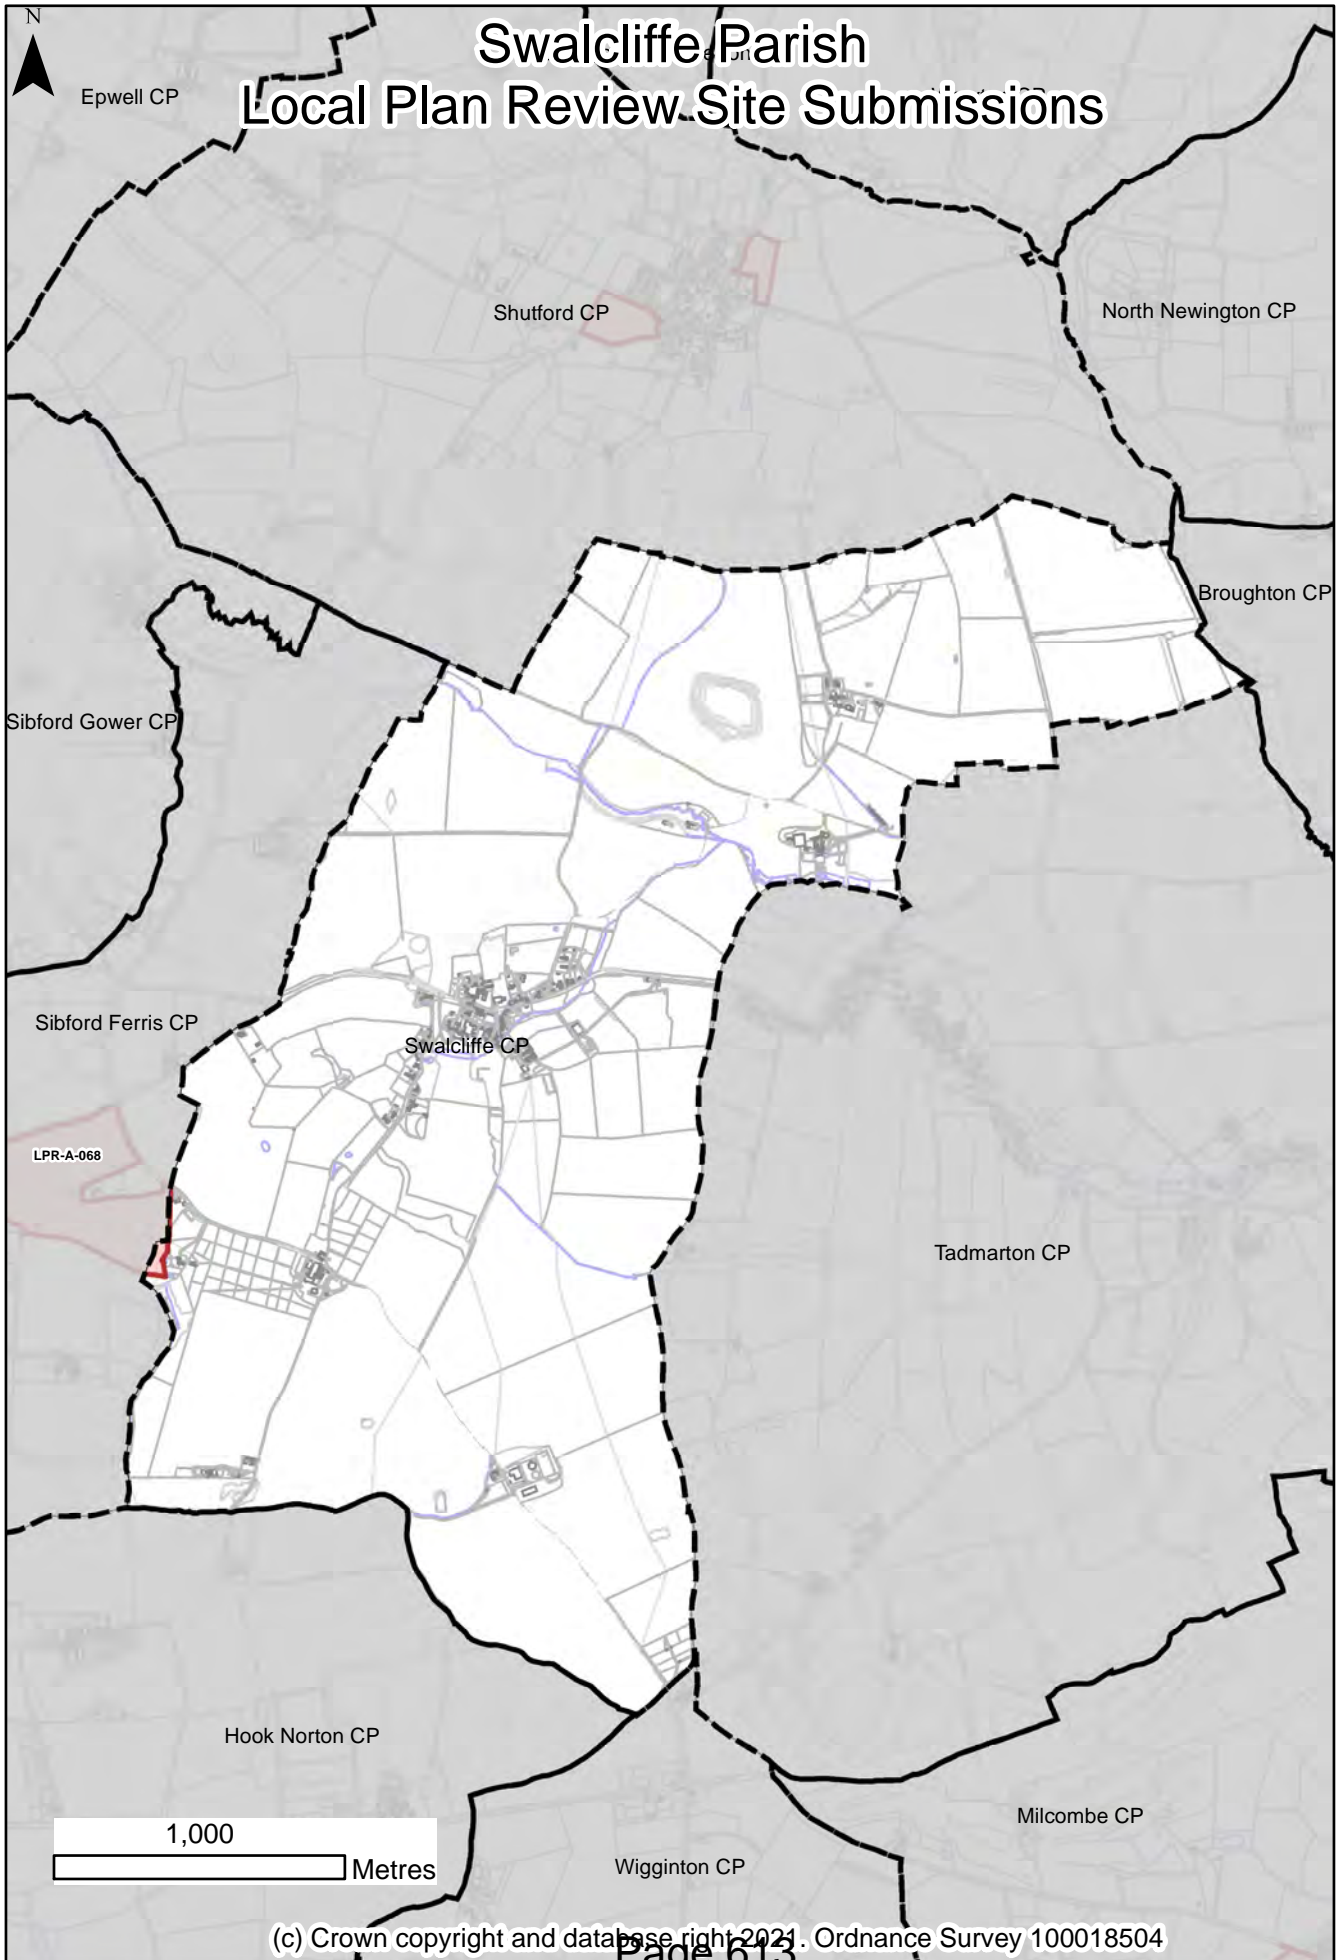 N
Swalcliffe Parish
Local Plan Review Site Submissions
Epwell CP
Shutford CP
North Newington CP
Broughton CP
Sibford Gower CP
Sibford Ferris CP
Swalcliffe CP
LPR-A-068
Tadmarton CP
Hook Norton CP
Milcombe CP
Wigginton CP
1,000
Metres
(c) Crown copyright and database right 2021. Ordnance Survey 100018504
Page 613